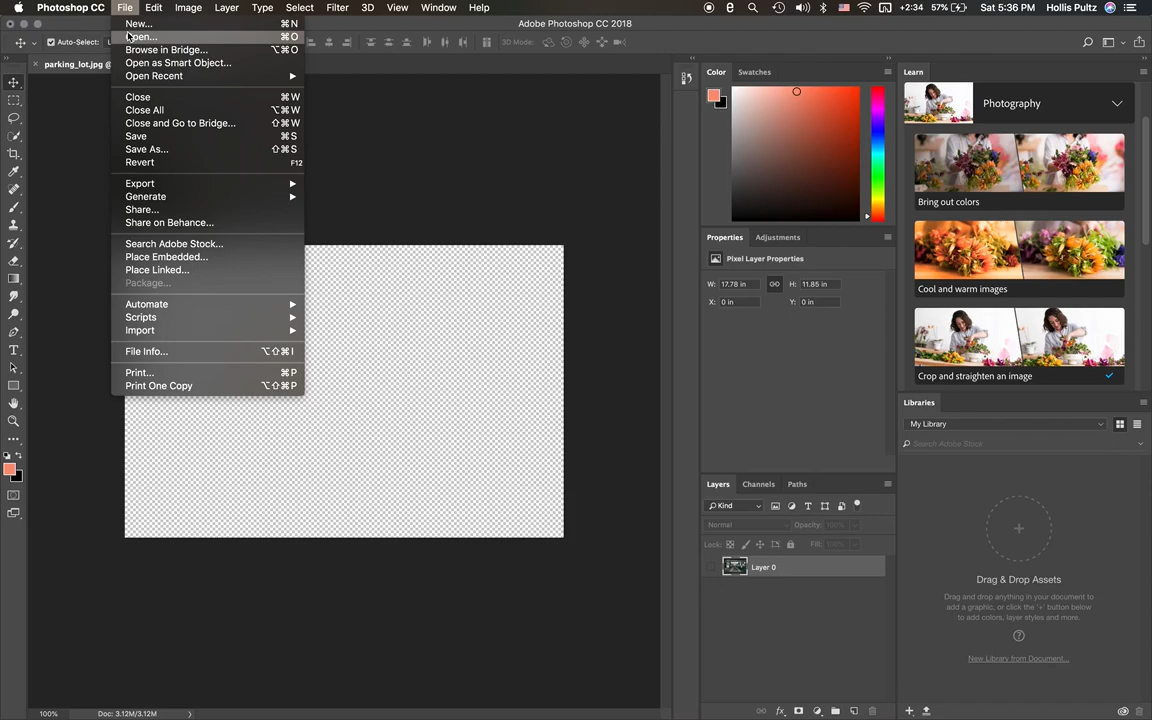 Photoshop CC File Edit Image Layer Type Select Filter 3D View Window Help +2:34 57% Sat 5:36 PM Hollis Pultz
Adobe Photoshop CC 2018
New... ⌘N
Open... ⌘O
Browse in Bridge... ⌥⌘O
Open as Smart Object...
Open Recent
Close ⌘W
Close All ⌥⌘W
Close and Go to Bridge... ⇧⌘W
Save ⌘S
Save As... ⇧⌘S
Revert F12
Export
Generate
Share...
Share on Behance...
Search Adobe Stock...
Place Embedded...
Place Linked...
Package...
Automate
Scripts
Import
File Info... ⌥⇧⌘I
Print... ⌘P
Print One Copy ⌥⇧⌘P
Auto-Select:
3D Mode:
parking_lot.jpg @
100% Doc: 3.12M/3.12M
Color Swatches
Properties Adjustments
Pixel Layer Properties
W: 17.78 in H: 11.85 in
X: 0 in Y: 0 in
Layers Channels Paths
Kind
Normal Opacity: 100%
Lock: Fill: 100%
Layer 0
fx
Learn
Photography
Bring out colors
Cool and warm images
Crop and straighten an image
Libraries
My Library
Search Adobe Stock
Drag & Drop Assets
Drag and drop anything in your document to
add a graphic, or click the '+' button below
to add colors, layer styles and more.
New Library from Document...